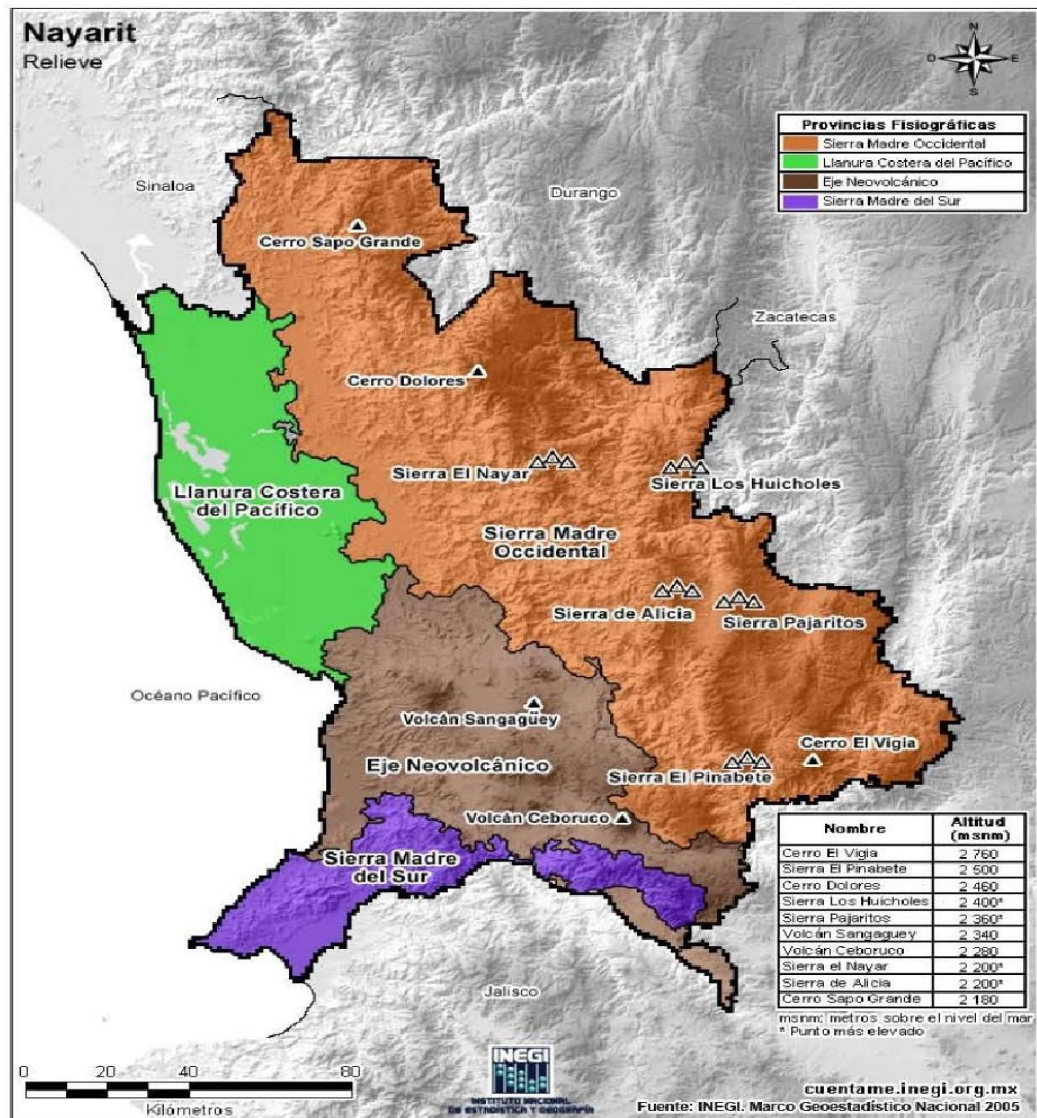 Nayarit
Relieve
N
O
E
S
Provincias Fisiográficas
Sierra Madre Occidental
Llanura Costera del Pacífico
Eje Neovolcánico
Sierra Madre del Sur
Sinaloa
Durango
Cerro Sapo Grande
Zacatecas
Cerro Dolores
Sierra El Nayar
Sierra Los Huicholes
Llanura Costera
del Pacífico
Sierra Madre
Occidental
Sierra de Alicia
Sierra Pajaritos
Océano Pacífico
Volcán Sangagüey
Cerro El Vigia
Eje Neovolcánico
Sierra El Pinabete
Volcán Ceboruco
Sierra Madre
del Sur
Jalisco
Nombre Altitud
(msnm)
Cerro El Vigia 2 760
Sierra El Pinabete 2 500
Cerro Dolores 2 460
Sierra Los Huicholes 2 400*
Sierra Pajaritos 2 360*
Volcán Sangaguey 2 340
Volcán Ceboruco 2 280
Sierra el Nayar 2 200*
Sierra de Alicia 2 200*
Cerro Sapo Grande 2 180
msnm: metros sobre el nivel del mar
* Punto más elevado
0 40 80
Kilómetros
INEGI
INSTITUTO NACIONAL
DE ESTADÍSTICA Y GEOGRAFÍA
cuentame.inegi.org.mx
Fuente: INEGI. Marco Geoestadístico Nacional 2005